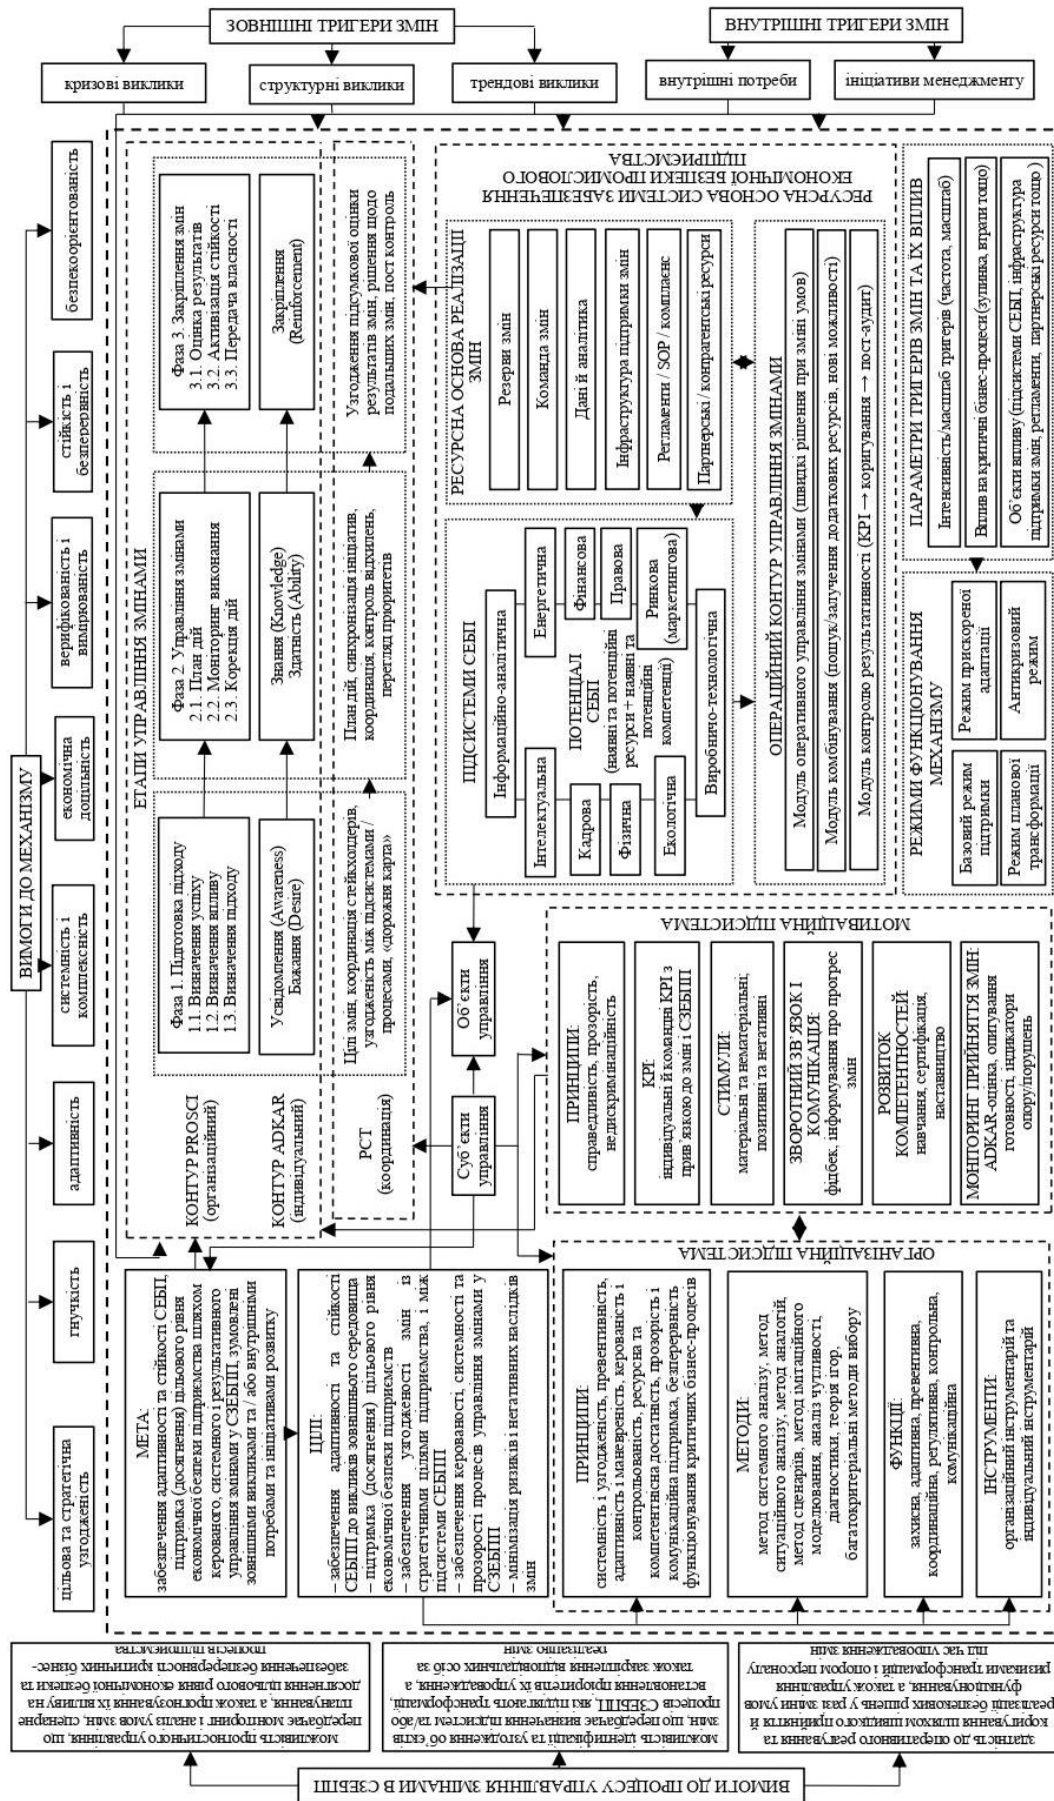 ВИМОГИ ДО МЕХАНІЗМУ
цільова та стратегічна
узгодженість
гнучкість
адаптивність
системність і
комплексність
економічна
доцільність
верифікованість і
вимірюваність
стійкість і
безперервність
безпекоорієнтованість
ВИМОГИ ДО ПРОЦЕСУ УПРАВЛІННЯ ЗМІНАМИ В СЗЕБПП
можливість прогностичного управління, що
передбачає моніторинг і аналіз умов змін, сценарне
планування, а також прогнозування їх впливу на
досягнення цільового рівня економічної безпеки та
забезпечення безперервності критичних бізнес-
процесів підприємства
можливість ідентифікації та узгодження об'єктів
змін, що передбачає визначення підсистем та/або
процесів СЗЕБПП, які підлягають трансформації,
встановлення пріоритетів їх упровадження, а
також закріплення відповідальних осіб за
реалізацію змін
здатність до оперативного реагування та
коригування шляхом швидкого прийняття й
реалізації безпекових рішень у разі зміни умов
функціонування, а також управління
ризиками трансформації і опором персоналу
під час упровадження змін
МЕТА:
забезпечення адаптивності та стійкості СЕБП,
підтримка (досягнення) цільового рівня
економічної безпеки підприємства шляхом
керованого, системного і результативного
управління змінами у СЗЕБПП, зумовлені
зовнішніми викликами та / або внутрішніми
потребами та ініціативами розвитку
ЦІЛІ:
– забезпечення адаптивності та стійкості
СЕБПП до викликів зовнішнього середовища
– підтримка (досягнення) цільового рівня
економічної безпеки підприємств
– забезпечення узгодженості змін із
стратегічними цілями підприємства, і між
підсистеми СЕБПП
– забезпечення керованості, системності та
прозорості процесів управління змінами у
СЗЕБПП
– мінімізація ризиків і негативних наслідків
змін
ЕТАПИ УПРАВЛІННЯ ЗМІНАМИ
КОНТУР PROSCI
(організаційний)
Фаза 1. Підготовка підходу
1.1. Визначення успіху
1.2. Визначення впливу
1.3. Визначення підходу
Фаза 2. Управління змінами
2.1. План дій
2.2. Моніторинг виконання
2.3. Корекція дій
Фаза 3. Закріплення змін
3.1. Оцінка результатів
3.2. Активізація стійкості
3.3. Передача власності
КОНТУР ADKAR
(індивідуальний)
Усвідомлення (Awareness)
Бажання (Desire)
Знання (Knowledge)
Здатність (Ability)
Закріплення
(Reinforcement)
РСТ
(координація)
Цілі змін, координація стейкхолдерів,
узгодженість між підсистемами /
процесами, «дорожня карта»
План дій, синхронізація ініціатив,
координація, контроль відхилень,
перегляд пріоритетів
Узгодження підсумкової оцінки
результатів змін, рішення щодо
подальших змін, пост контроль
Суб'єкти
управління
Об'єкти
управління
ОРГАНІЗАЦІЙНА ПІДСИСТЕМА
ПРИНЦИПИ:
системність і узгодженість, превентивність,
адаптивність і маневреність, керованість і
контрольованість, ресурсна та
компетентнісна достатність, прозорість і
комунікаційна підтримка, безперервність
функціонування критичних бізнес-процесів
МЕТОДИ:
метод системного аналізу, метод
ситуаційного аналізу, метод аналогій,
метод сценаріїв, метод імітаційного
моделювання, аналіз чутливості,
діагностики, теорія ігор,
багатокритеріальні методи вибору
ФУНКЦІЇ:
захисна, адаптивна, превентивна,
координаційна, регулятивна, контрольна,
комунікаційна
ІНСТРУМЕНТИ:
організаційний інструментарій та
індивідуальний інструментарій
МОТИВАЦІЙНА ПІДСИСТЕМА
ПРИНЦИПИ:
справедливість, прозорість,
недискримінаційність
KPI:
індивідуальні й командні KPI з
прив'язкою до змін і СЗЕБПП
СТИМУЛИ:
матеріальні та нематеріальні;
позитивні та негативні
ЗВОРОТНИЙ ЗВ'ЯЗОК І
КОМУНІКАЦІЯ:
фідбек, інформування про прогрес
змін
РОЗВИТОК
КОМПЕТЕНТНОСТЕЙ:
навчання, сертифікація,
наставництво
МОНІТОРИНГ ПРИЙНЯТТЯ ЗМІН:
ADKAR-оцінка, опитування
готовності, індикатори
опору/порушень
ПІДСИСТЕМИ СЕБП
Інформаційно-аналітична
Інтелектуальна
Енергетична
Кадрова
Фінансова
Фізична
Правова
Екологічна
Ринкова
(маркетингова)
Виробничо-технологічна
ПОТЕНЦІАЛ
СЕБП
(наявні та потенційні
ресурси + наявні та
потенційні
компетенції)
РЕСУРСНА ОСНОВА РЕАЛІЗАЦІЇ
ЗМІН
Резерви змін
Команда змін
Дані й аналітика
Інфраструктура підтримки змін
Регламенти / SOP / комплаєнс
Партнерські / контрагентські ресурси
РЕСУРСНА ОСНОВА СИСТЕМИ ЗАБЕЗПЕЧЕННЯ
ЕКОНОМІЧНОЇ БЕЗПЕКИ ПРОМИСЛОВОГО
ПІДПРИЄМСТВА
ОПЕРАЦІЙНИЙ КОНТУР УПРАВЛІННЯ ЗМІНАМИ
Модуль оперативного управління змінами (швидкі рішення при зміні умов)
Модуль комбінування (пошук/залучення додаткових ресурсів, нові можливості)
Модуль контролю результативності (KPI → коригування → пост-аудит)
РЕЖИМИ ФУНКЦІОНУВАННЯ
МЕХАНІЗМУ
Базовий режим
підтримки
Режим прискореної
адаптації
Режим планової
трансформації
Антикризовий
режим
ПАРАМЕТРИ ТРИГЕРІВ ЗМІН ТА ЇХ ВПЛИВ
Інтенсивність/масштаб тригерів (частота, масштаб)
Вплив на критичні бізнес-процеси (зупинка, втрати тощо)
Об'єкти впливу (підсистеми СЕБП, інфраструктура
підтримки змін, регламенти, партнерські ресурси тощо)
ЗОВНІШНІ ТРИГЕРИ ЗМІН
кризові виклики
структурні виклики
трендові виклики
ВНУТРІШНІ ТРИГЕРИ ЗМІН
внутрішні потреби
ініціативи менеджменту